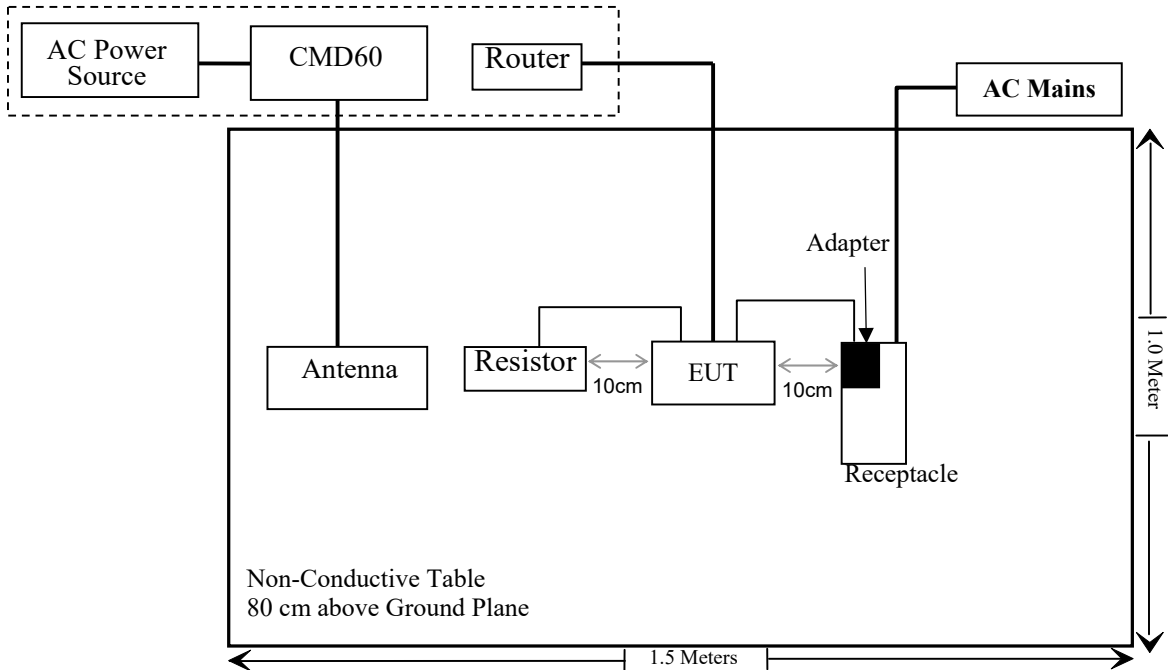 AC Power
Source
CMD60
Router
AC Mains
Adapter
Antenna
Resistor
10cm
EUT
10cm
Receptacle
1.0 Meter
Non-Conductive Table
80 cm above Ground Plane
1.5 Meters